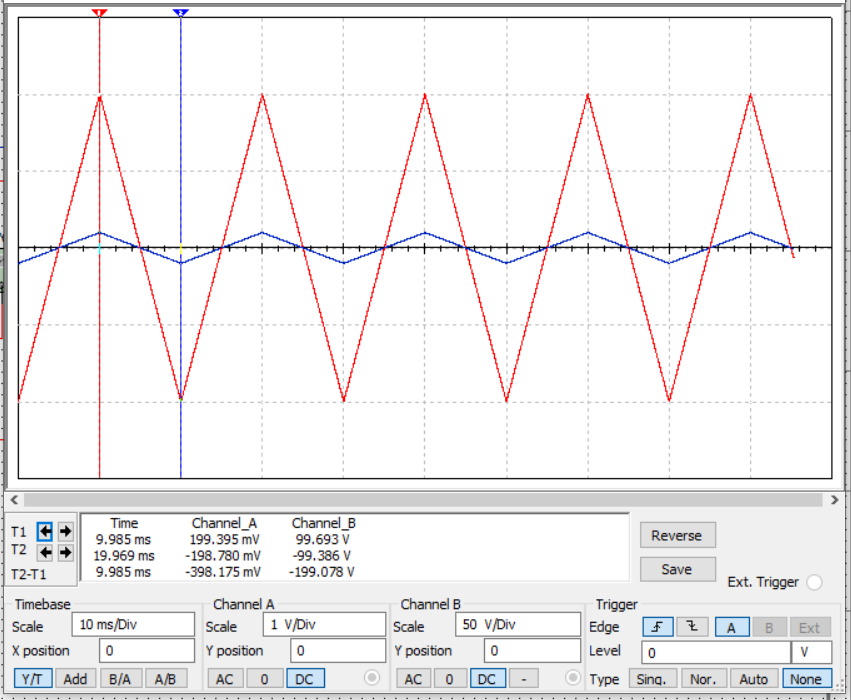 1 2
T1
T2
T2-T1
Time Channel_A Channel_B
9.985 ms 199.395 mV 99.693 V
19.969 ms -198.780 mV -99.386 V
9.985 ms -398.175 mV -199.078 V
Reverse
Save
Ext. Trigger
Timebase
Scale 10 ms/Div
X position 0
Y/T Add B/A A/B
Channel A
Scale 1 V/Div
Y position 0
AC 0 DC
Channel B
Scale 50 V/Div
Y position 0
AC 0 DC -
Trigger
Edge A B Ext
Level 0 V
Type Sing. Nor. Auto None